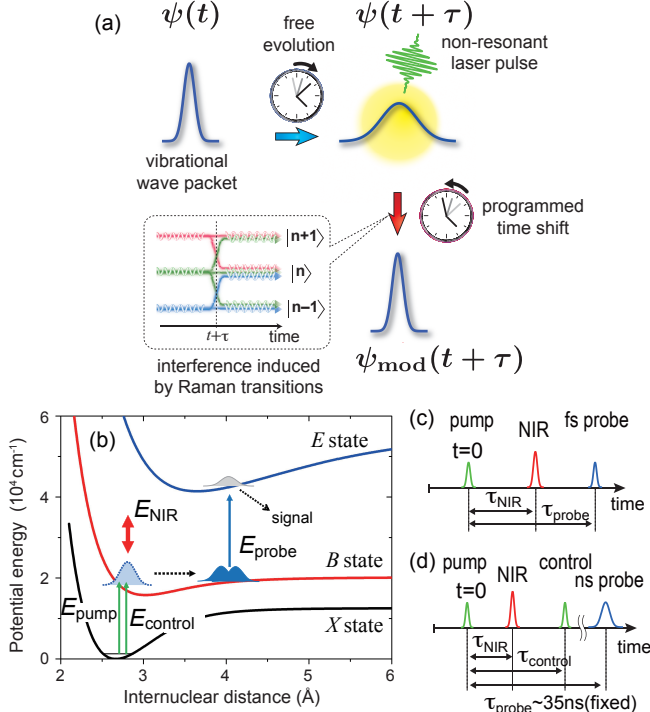 (a)
ψ(t)
free
evolution
ψ(t + τ)
non-resonant
laser pulse
vibrational
wave packet
programmed
time shift
|n+1⟩
|n⟩
|n−1⟩
t+τ
time
interference induced
by Raman transitions
ψmod(t + τ)
(b)
Potential energy (10⁴ cm⁻¹)
6
4
2
0
E state
signal
ENIR
Eprobe
B state
Epump
Econtrol
X state
2 3 4 5 6
Internuclear distance (Å)
(c)
pump
t=0
NIR
fs probe
τNIR
τprobe
time
(d)
pump
t=0
NIR
control
ns probe
τNIR
τcontrol
time
τprobe~35ns(fixed)